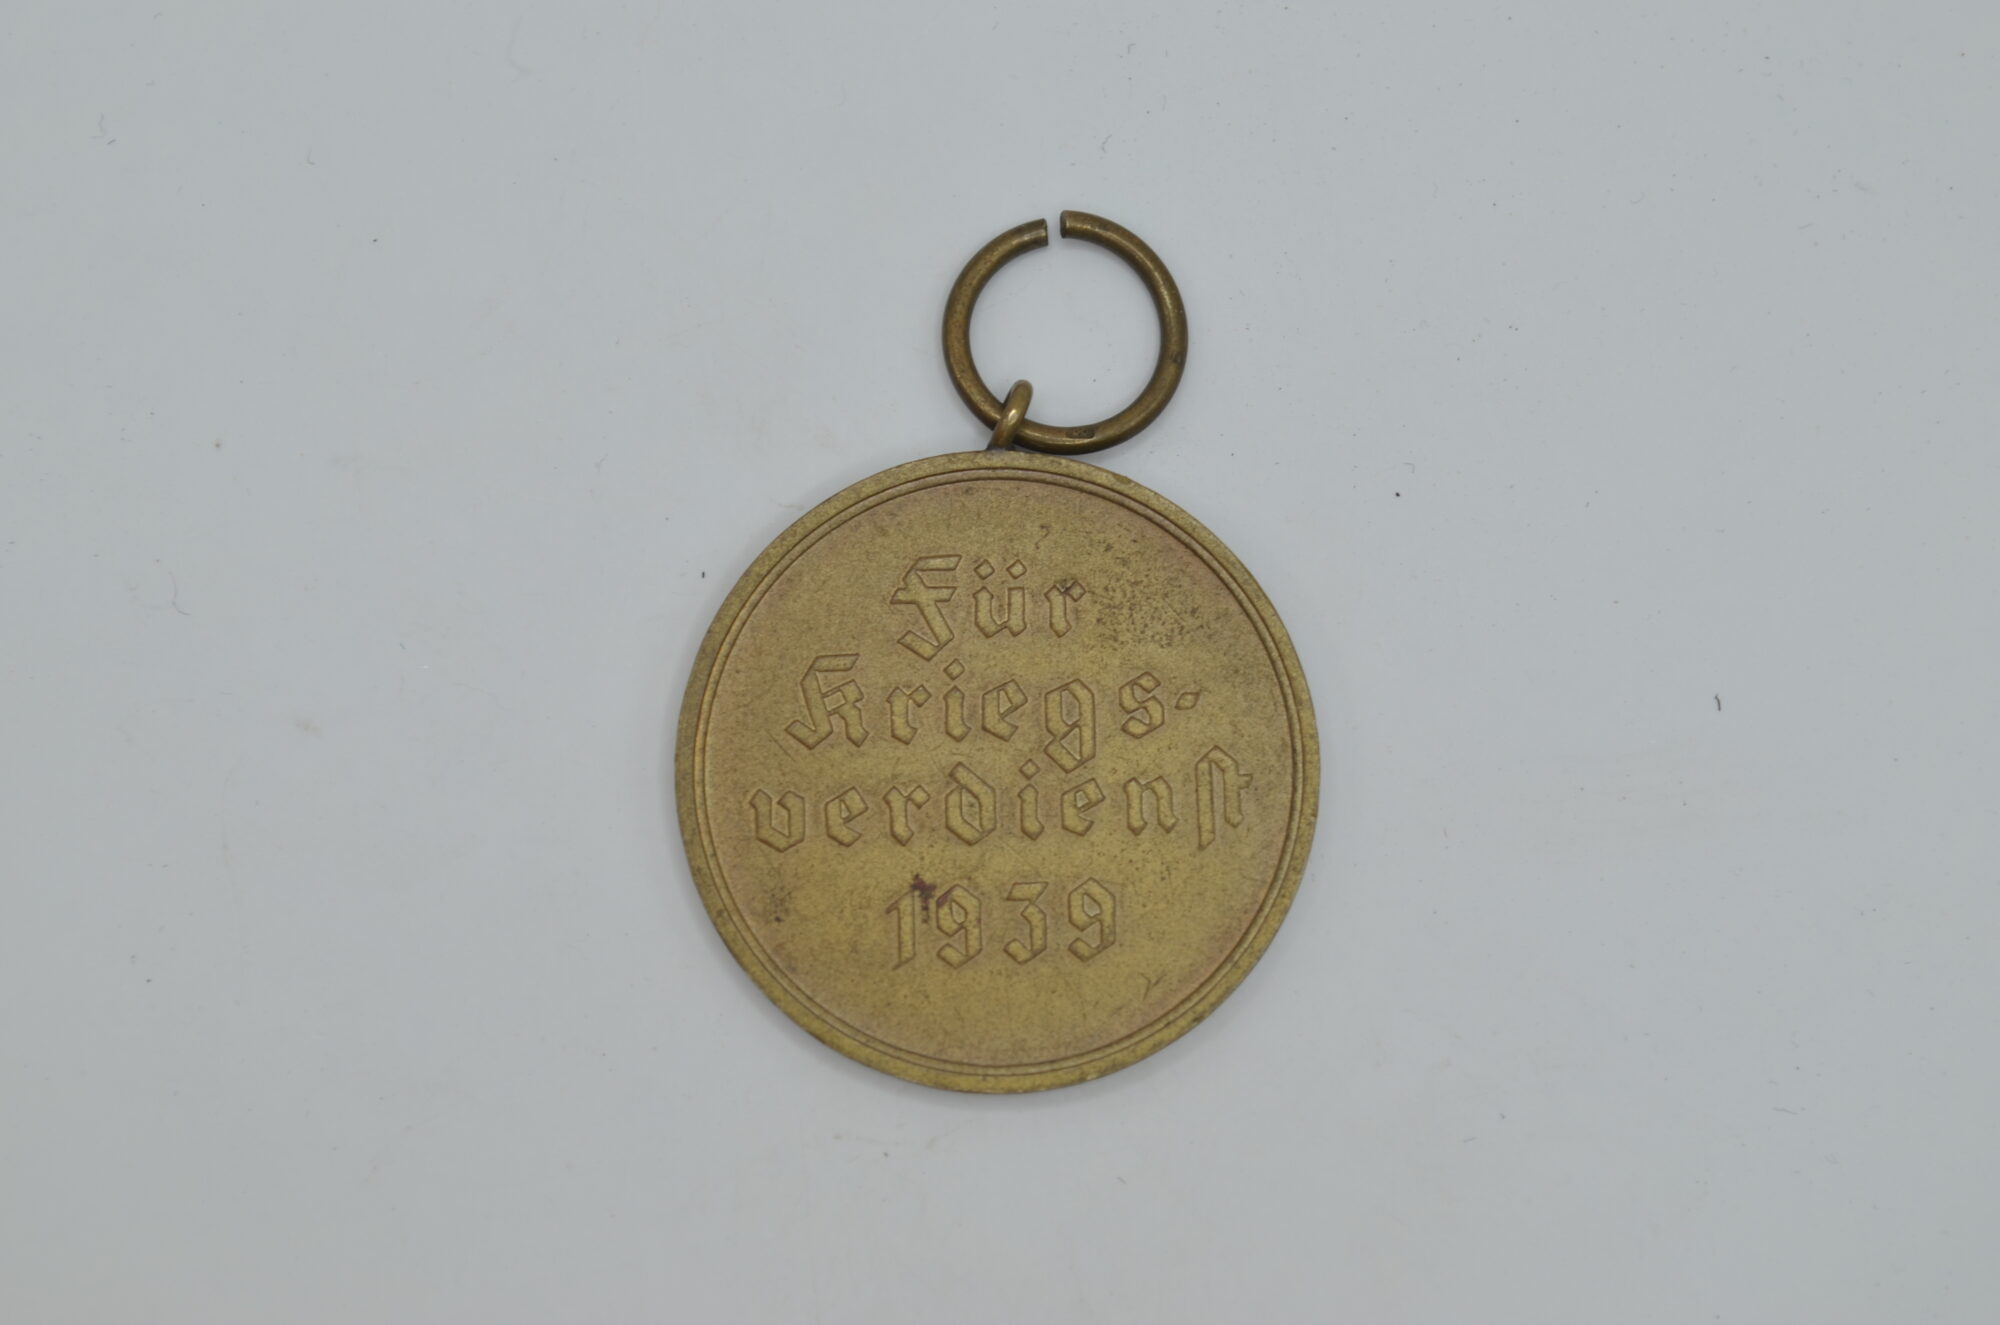 Für
Kriegs-
verdienst
1939